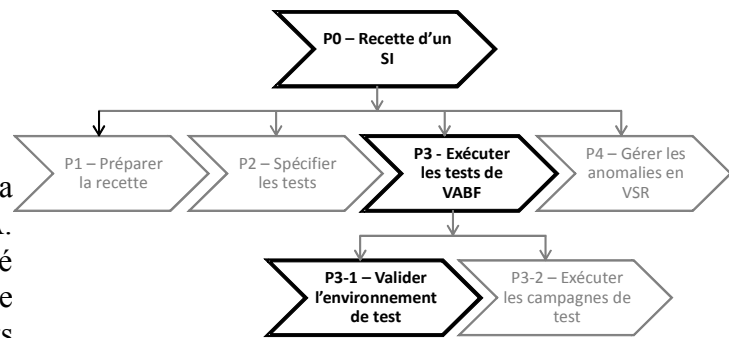 P0 – Recette d’un
SI
P1 – Préparer
la recette
P2 – Spécifier
les tests
P3 - Exécuter
les tests de
VABF
P4 – Gérer les
anomalies en
VSR
a
é
e
P3-1 – Valider
l’environnement
de test
P3-2 – Exécuter
les campagnes de
test